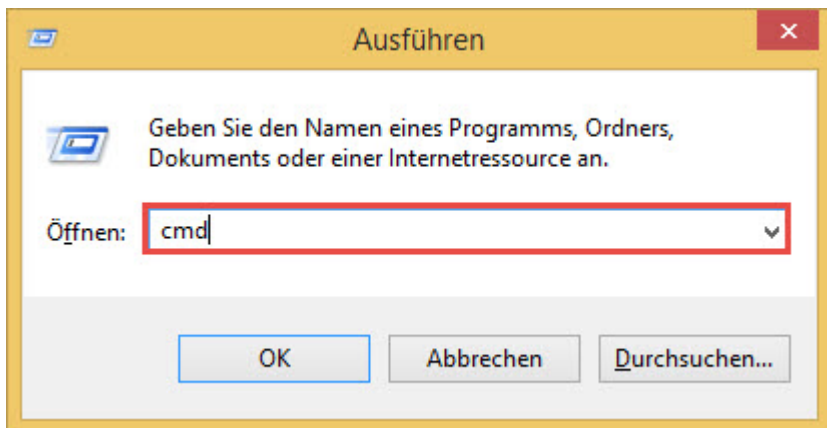 Ausführen
Geben Sie den Namen eines Programms, Ordners,
Dokuments oder einer Internetressource an.
Öffnen: cmd
OK Abbrechen Durchsuchen...